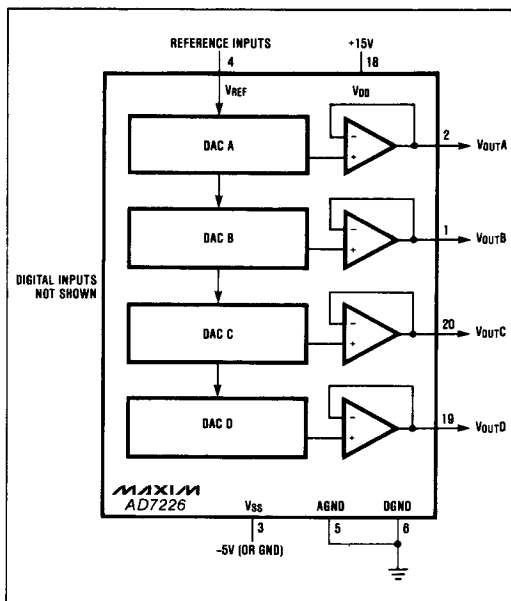 REFERENCE INPUTS
+15V
4
18
VREF
VDD
DAC A
-
+
2
VOUTA
DAC B
-
+
1
VOUTB
DIGITAL INPUTS
NOT SHOWN
DAC C
-
+
20
VOUTC
DAC D
-
+
19
VOUTD
MAXIM
AD7226
VSS
AGND
DGND
3
5
6
-5V (OR GND)